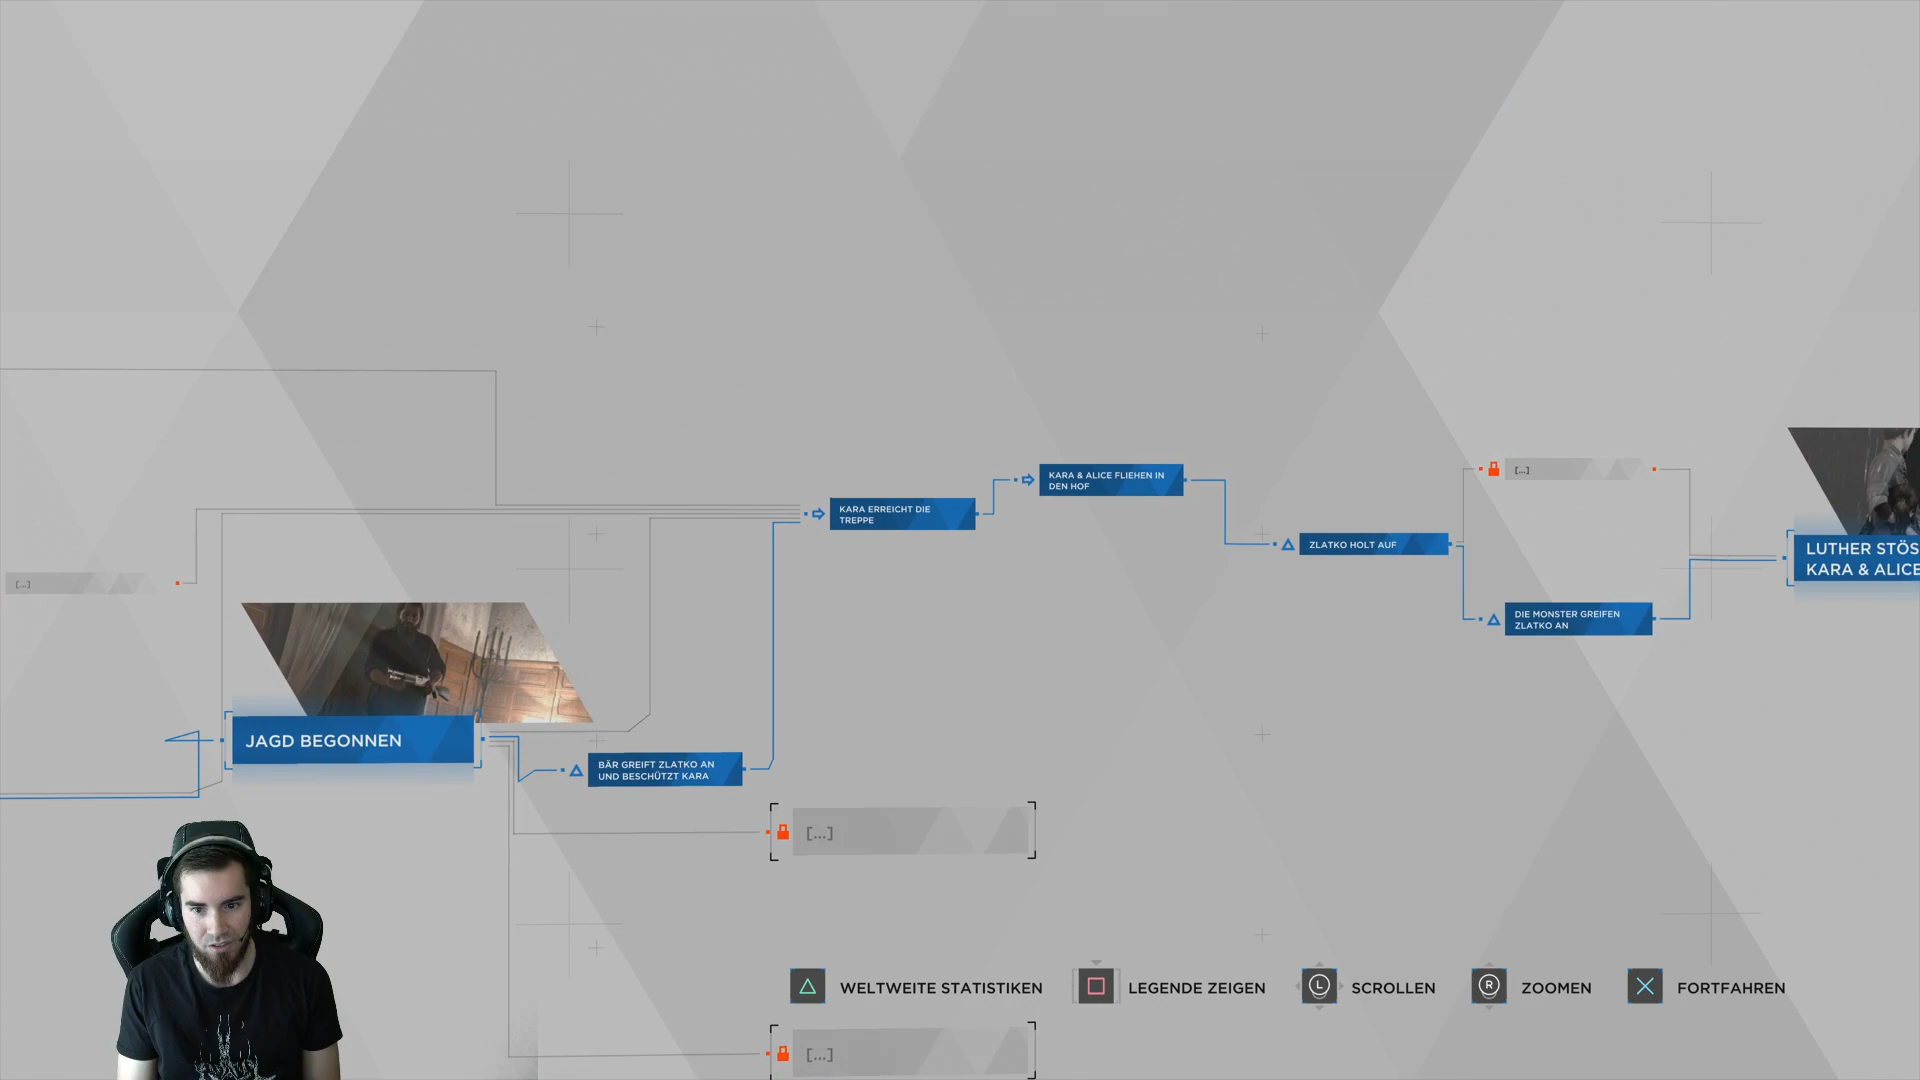 KARA & ALICE FLIEHEN IN
DEN HOF
[...]
KARA ERREICHT DIE
TREPPE
ZLATKO HOLT AUF
LUTHER STÖS
KARA & ALICE
[...]
DIE MONSTER GREIFEN
ZLATKO AN
JAGD BEGONNEN
BÄR GREIFT ZLATKO AN
UND BESCHÜTZT KARA
[...]
WELTWEITE STATISTIKEN
LEGENDE ZEIGEN
L
SCROLLEN
R
ZOOMEN
FORTFAHREN
[...]